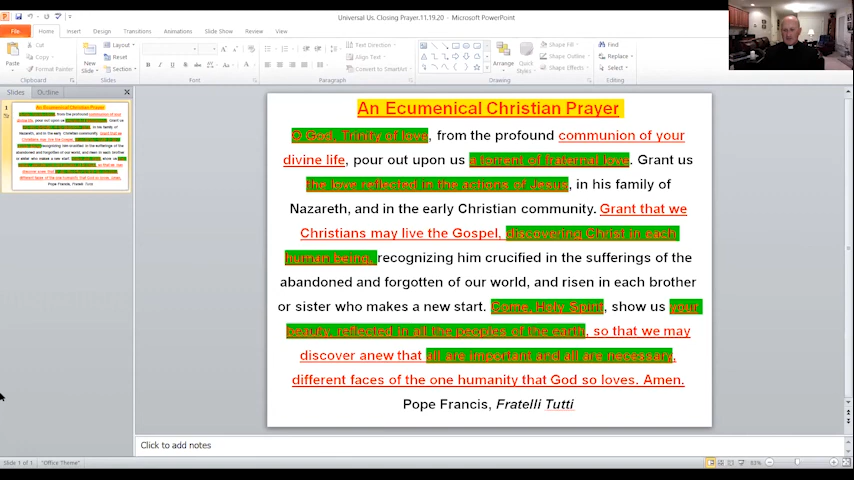 Universal Us. Closing Prayer.11.19.20 - Microsoft PowerPoint
File Home Insert Design Transitions Animations Slide Show Review View
Cut
Copy
Format Painter
Paste
Clipboard
New Slide
Layout
Reset
Section
Slides
Font
Text Direction
Align Text
Convert to SmartArt
Paragraph
Arrange
Quick Styles
Shape Fill
Shape Outline
Shape Effects
Drawing
Find
Replace
Select
Editing
Slides Outline
1
An Ecumenical Christian Prayer
O God, Trinity of love, from the profound communion of your
divine life, pour out upon us a torrent of fraternal love. Grant us
the love reflected in the actions of Jesus, in his family of
Nazareth, and in the early Christian community. Grant that we
Christians may live the Gospel, discovering Christ in each
human being, recognizing him crucified in the sufferings of the
abandoned and forgotten of our world, and risen in each brother
or sister who makes a new start. Come, Holy Spirit, show us your
beauty, reflected in all the peoples of the earth, so that we may
discover anew that all are important and all are necessary,
different faces of the one humanity that God so loves. Amen.
Pope Francis, Fratelli Tutti
Click to add notes
Slide 1 of 1 "Office Theme" 93%